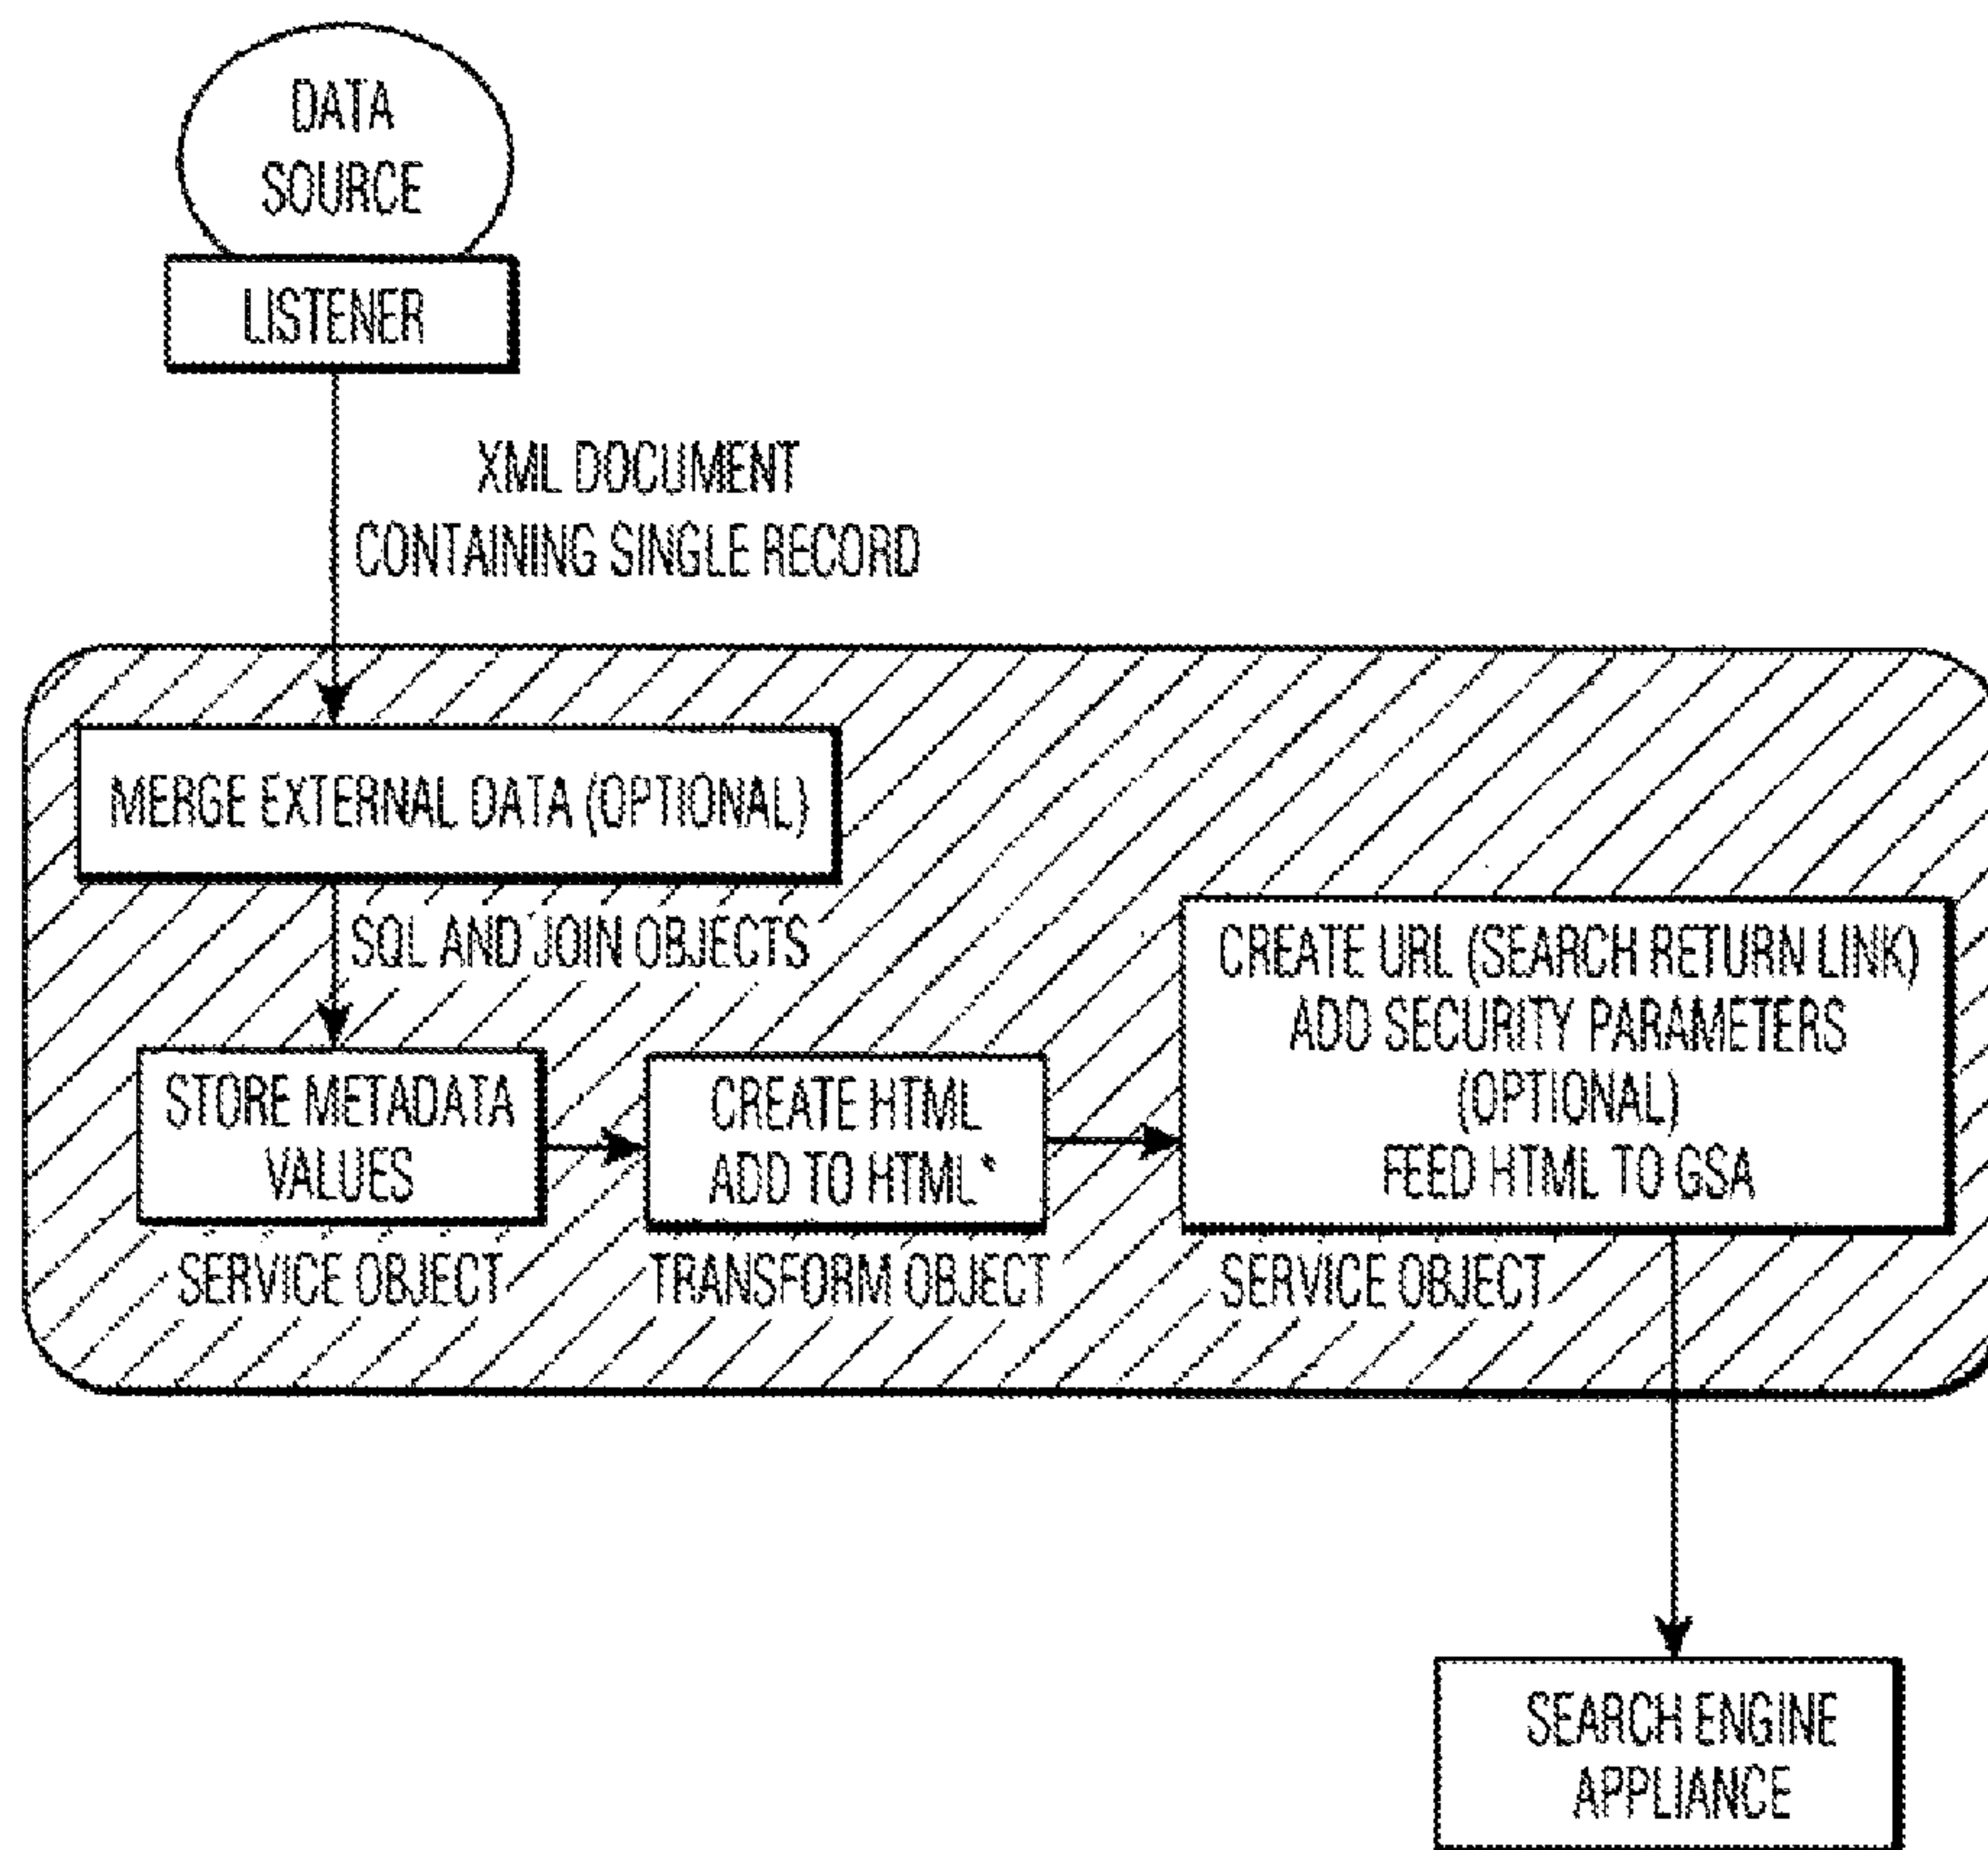 DATA
SOURCE
LISTENER
XML DOCUMENT
CONTAINING SINGLE RECORD
MERGE EXTERNAL DATA (OPTIONAL)
SQL AND JOIN OBJECTS
STORE METADATA
VALUES
SERVICE OBJECT
CREATE HTML
ADD TO HTML*
TRANSFORM OBJECT
CREATE URL (SEARCH RETURN LINK)
ADD SECURITY PARAMETERS
(OPTIONAL)
FEED HTML TO GSA
SERVICE OBJECT
SEARCH ENGINE
APPLIANCE